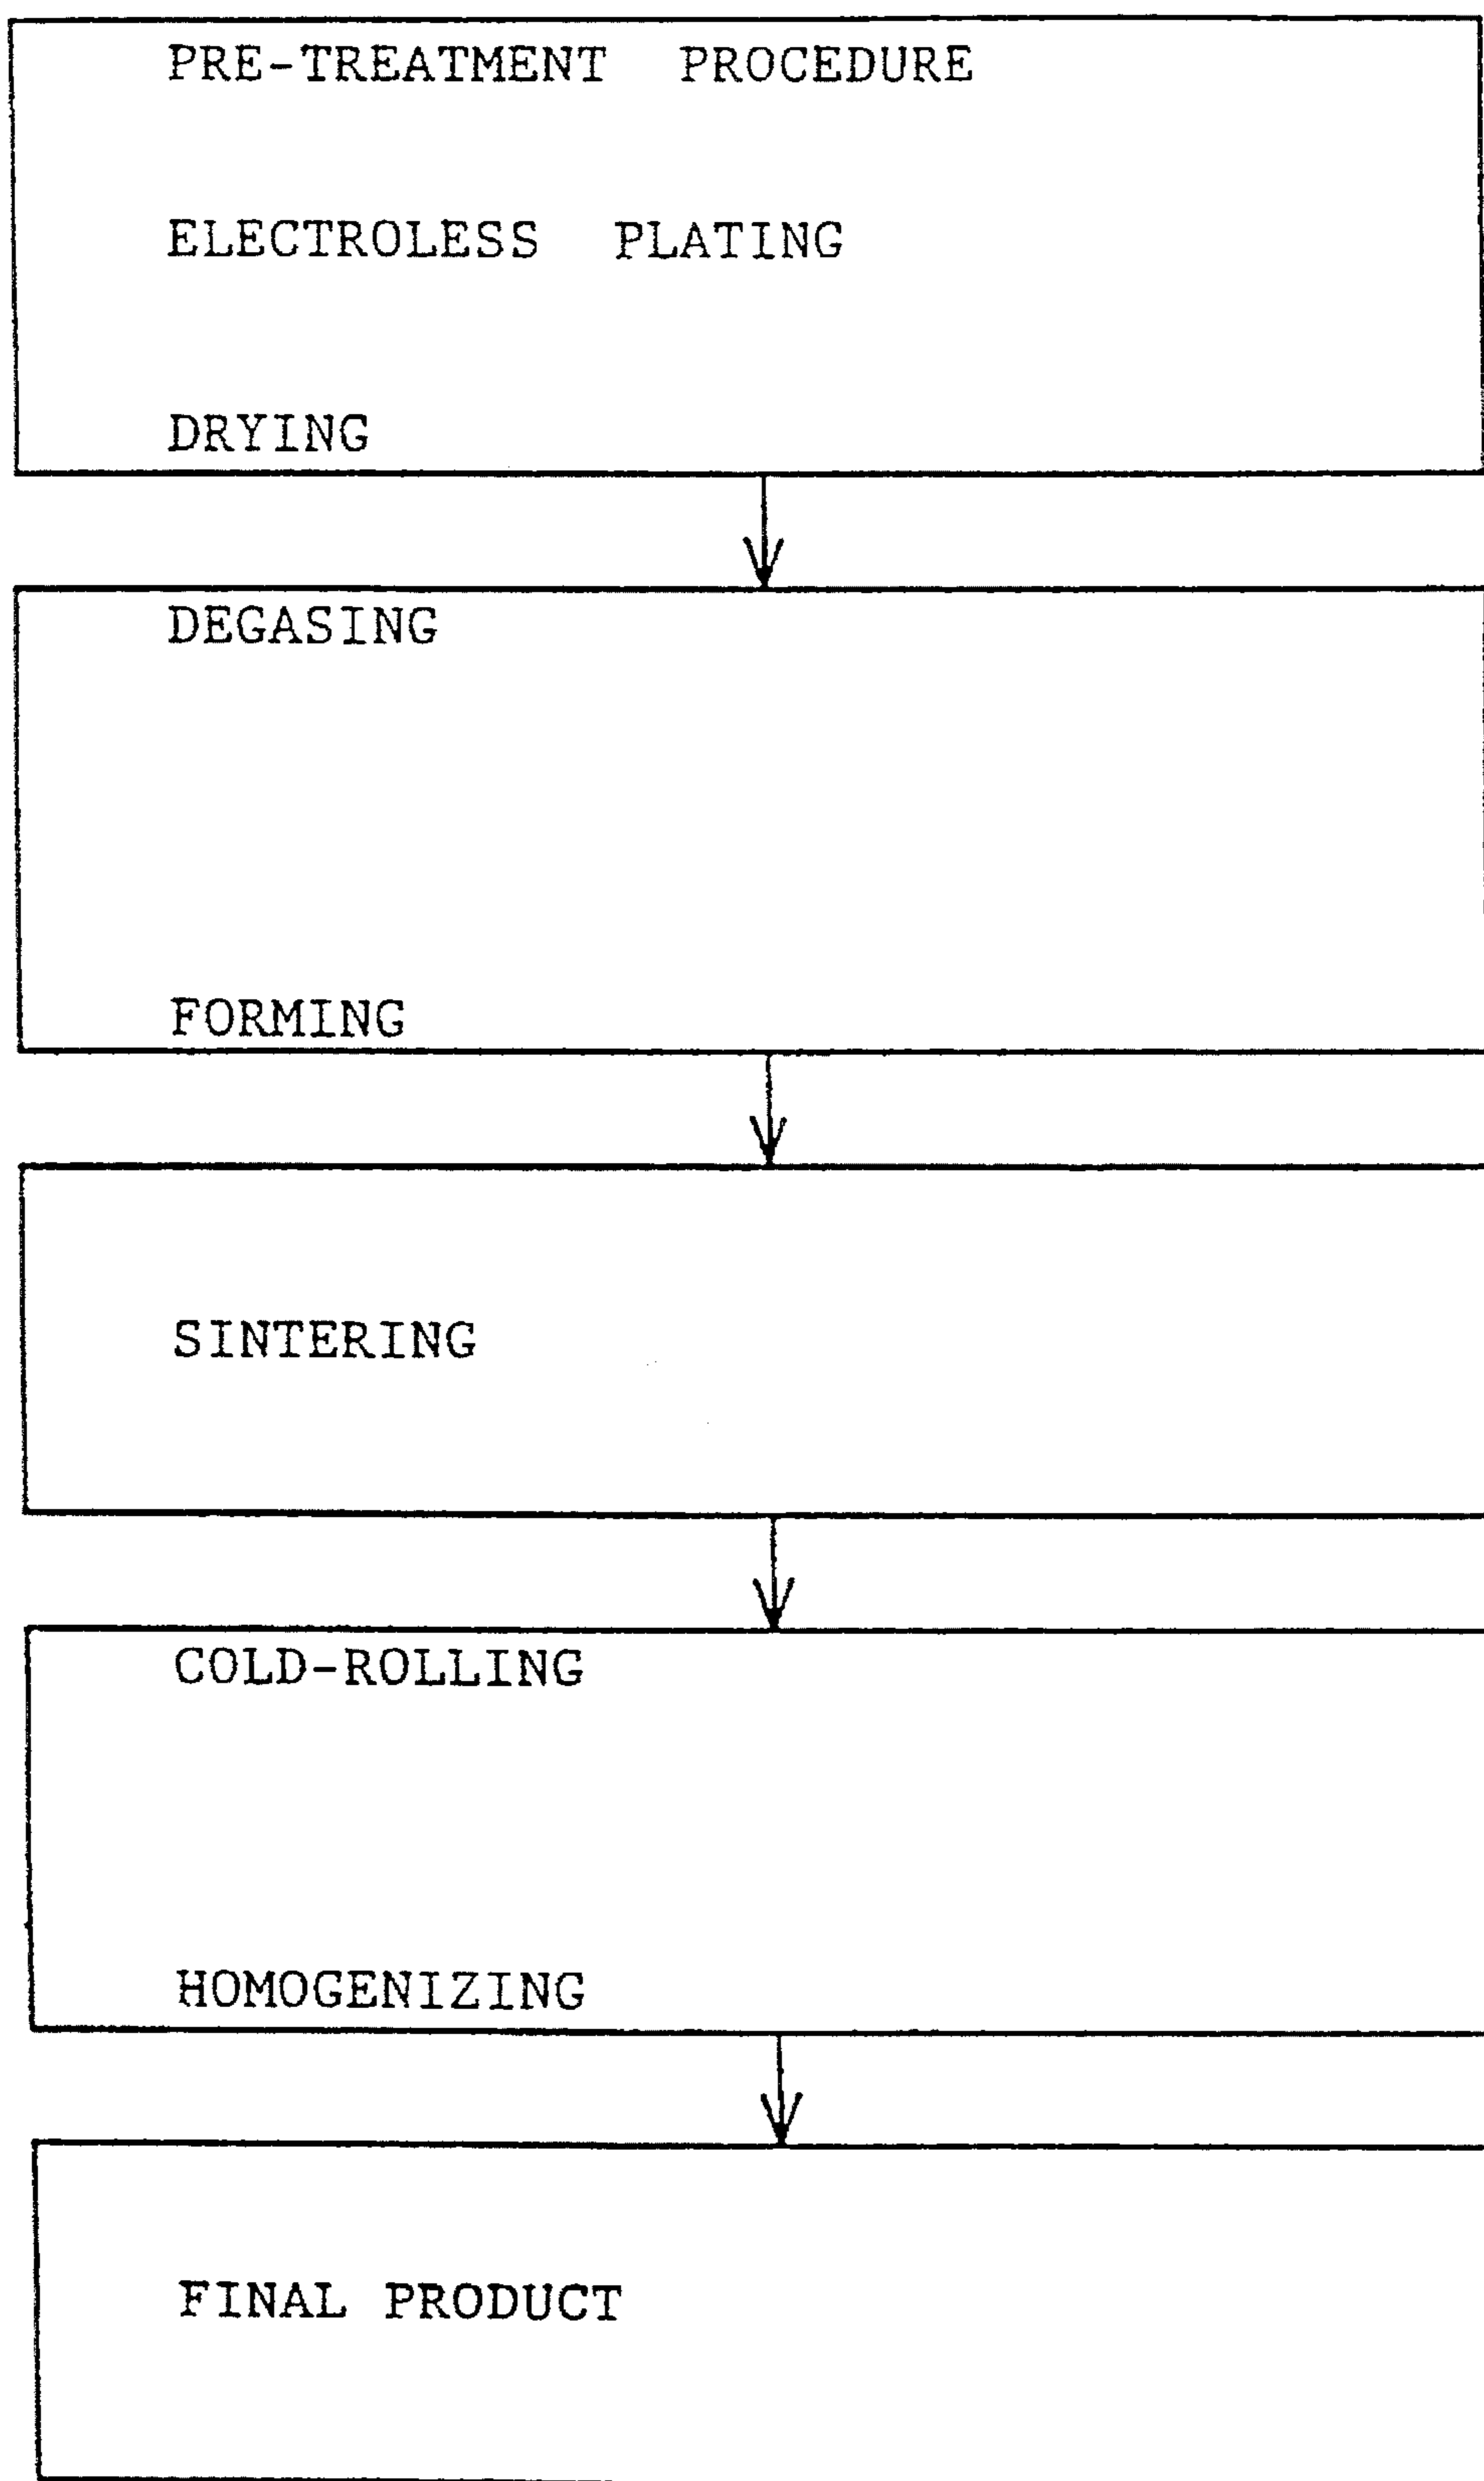 PRE-TREATMENT PROCEDURE
ELECTROLESS PLATING
DRYING
DEGASING
FORMING
SINTERING
COLD-ROLLING
HOMOGENIZING
FINAL PRODUCT